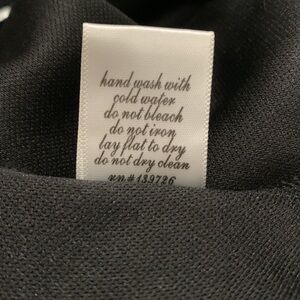 hand wash with
cold water
do not bleach
do not iron
lay flat to dry
do not dry clean
rn# 139726